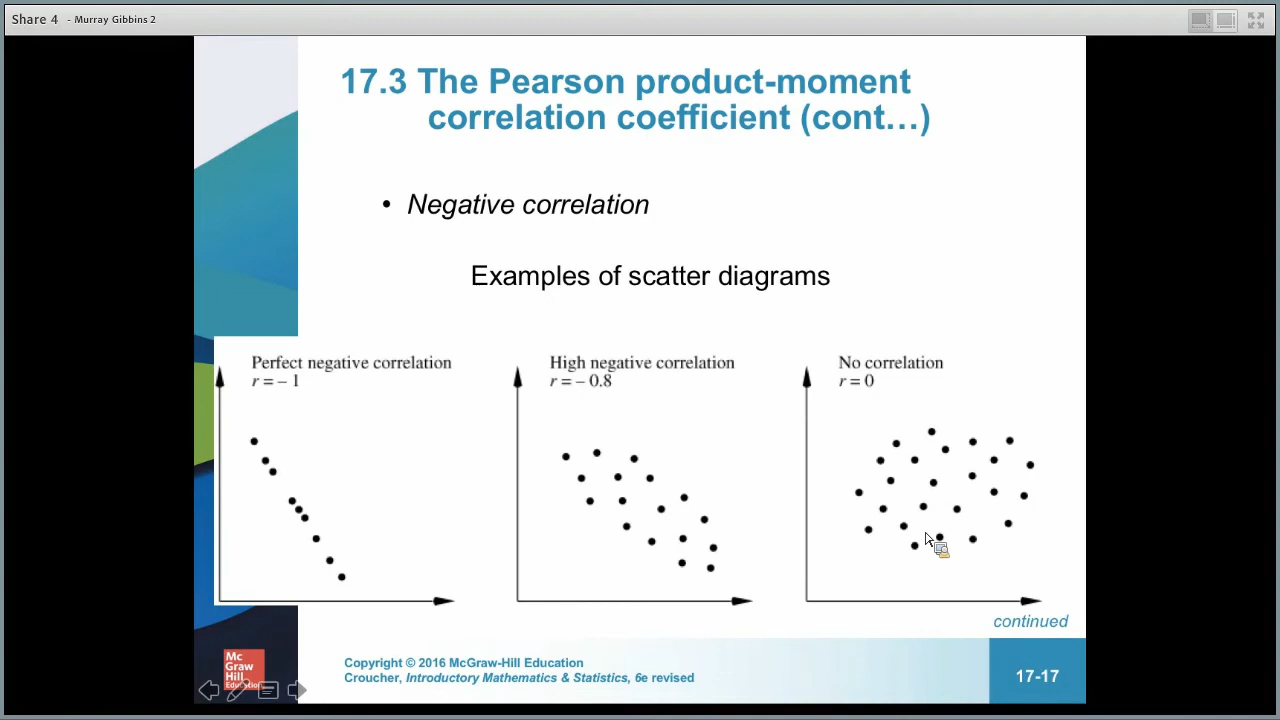 Share 4 - Murray Gibbins 2
17.3 The Pearson product-moment
correlation coefficient (cont…)
• Negative correlation
Examples of scatter diagrams
Perfect negative correlation
r = – 1
High negative correlation
r = – 0.8
No correlation
r = 0
continued
Mc
Graw
Hill
Education
Copyright © 2016 McGraw-Hill Education
Croucher, Introductory Mathematics & Statistics, 6e revised
17-17